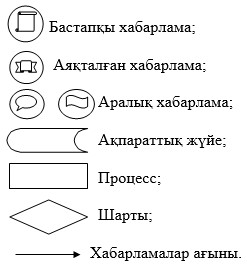 Бастапқы хабарлама;
Аяқталған хабарлама;
Аралық хабарлама;
Ақпараттық жүйе;
Процесс;
Шарты;
Хабарламалар ағыны.